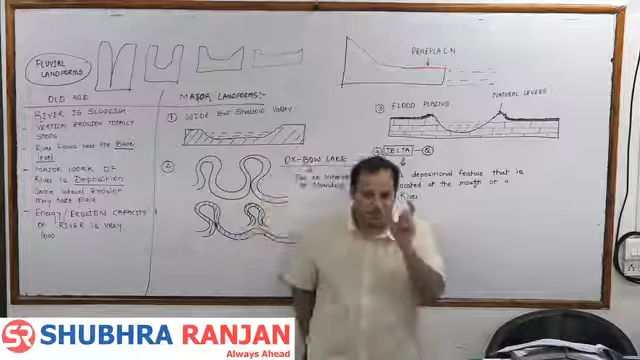 FLUVIAL
LANDFORMS
OLD AGE
RIVER IS SLUGGISH
- VERTICAL EROSION TOTALLY
STOPS
- River flows near the Base
level
- MAJOR WORK OF
River is Deposition
Some lateral Erosion
may take place
- Energy/EROSION CAPACITY
OF RIVER is very
low
MAJOR LANDFORMS:-
① WIDE BUT SHALLOW Valley
②
OX-BOW LAKE
of Meanders
PENEPLAIN
③ FLOOD PLAINS
NATURAL LEVEES
④ DELTA
A depositional feature that is
located at the mouth of a
River
SR
SHUBHRA RANJAN
Always Ahead